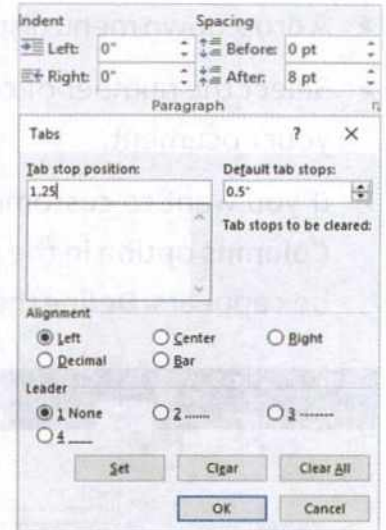 Indent Spacing
Left: 0" Before: 0 pt
Right: 0" After: 8 pt
Paragraph
Tabs ? ×
Tab stop position: Default tab stops:
1.25 0.5"
Tab stops to be cleared:
Alignment
Left Center Right
Decimal Bar
Leader
1 None 2 ...... 3 -------
4 ___
Set Clear Clear All
OK Cancel